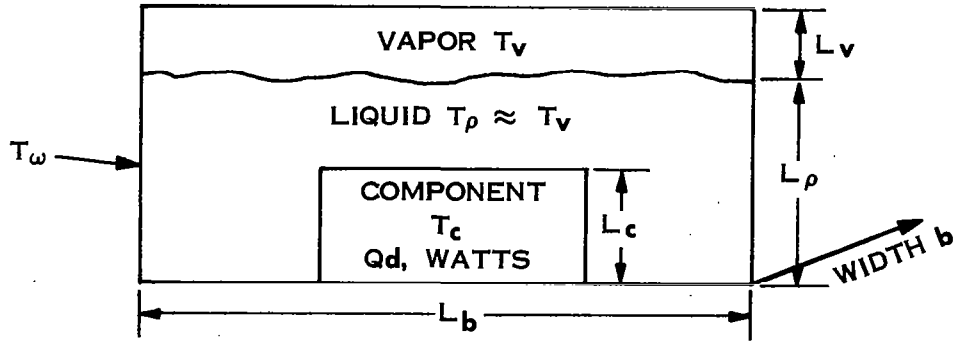 VAPOR Tv
Lv
LIQUID Tρ ≈ Tv
Tω
Lρ
COMPONENT
Tc
Qd, WATTS
Lc
WIDTH b
Lb